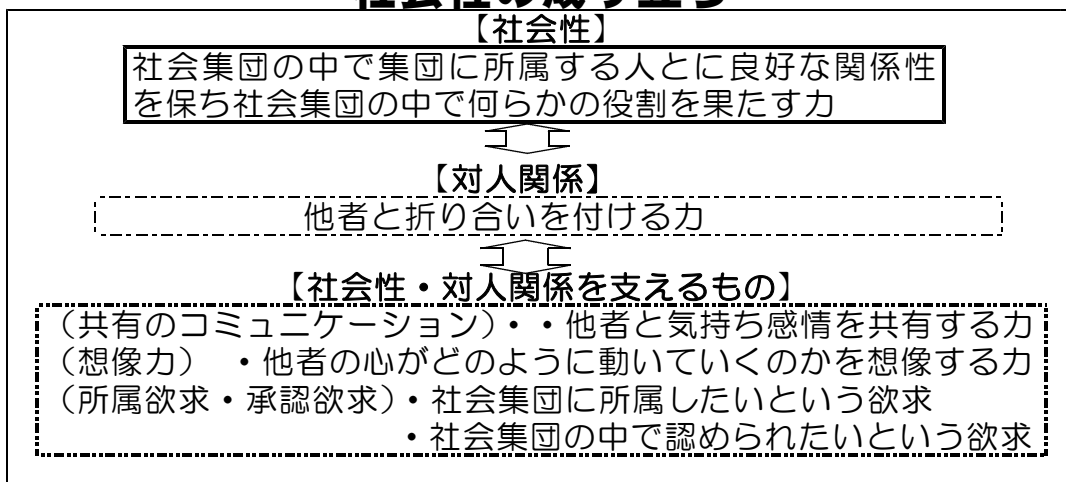 社会性の成り立ち
【社会性】
社会集団の中で集団に所属する人とに良好な関係性
を保ち社会集団の中で何らかの役割を果たす力
【対人関係】
他者と折り合いを付ける力
【社会性・対人関係を支えるもの】
（共有のコミュニケーション）・・他者と気持ち感情を共有する力
（想像力）　・他者の心がどのように動いていくのかを想像する力
（所属欲求・承認欲求）・社会集団に所属したいという欲求
・社会集団の中で認められたいという欲求